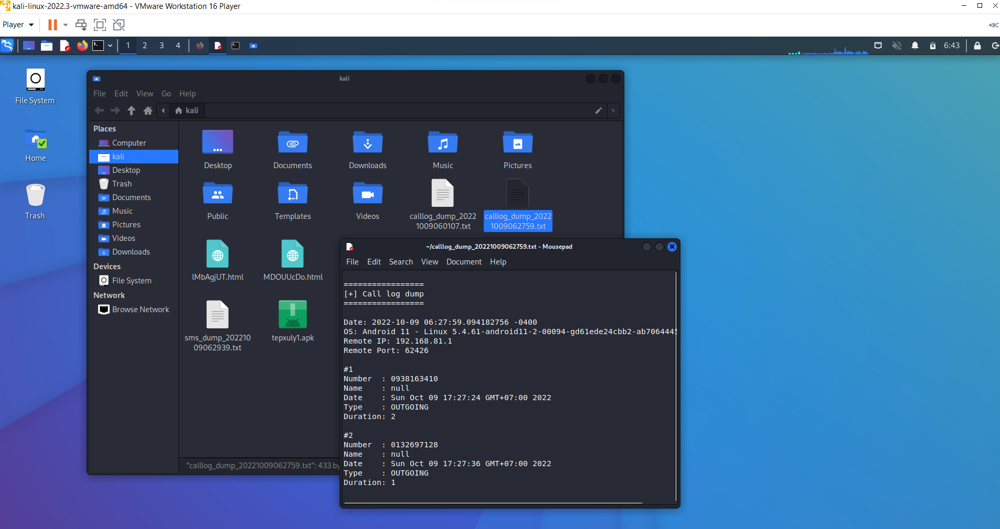 kali-linux-2022.3-vmware-amd64 - VMware Workstation 16 Player
Player
1 2 3 4
6:43
File System
Home
Trash
kali
File Edit View Go Help
kali
Places
Computer
kali
Desktop
Trash
Documents
Music
Pictures
Videos
Downloads
Devices
File System
Network
Browse Network
Desktop
Documents
Downloads
Music
Pictures
Public
Templates
Videos
calllog_dump_2022
1009060107.txt
calllog_dump_2022
1009062759.txt
lMbAgjUT.html
MDOUUcDo.html
sms_dump_202210
09062939.txt
tepxuly1.apk
"calllog_dump_20221009062759.txt": 433 by
~/calllog_dump_20221009062759.txt - Mousepad
File Edit Search View Document Help
=================
[+] Call log dump
=================
Date: 2022-10-09 06:27:59.094182756 -0400
OS: Android 11 - Linux 5.4.61-android11-2-00094-gd61ede24cbb2-ab7064445
Remote IP: 192.168.81.1
Remote Port: 62426
#1
Number  : 0938163410
Name    : null
Date    : Sun Oct 09 17:27:24 GMT+07:00 2022
Type    : OUTGOING
Duration: 2
#2
Number  : 0132697128
Name    : null
Date    : Sun Oct 09 17:27:36 GMT+07:00 2022
Type    : OUTGOING
Duration: 1